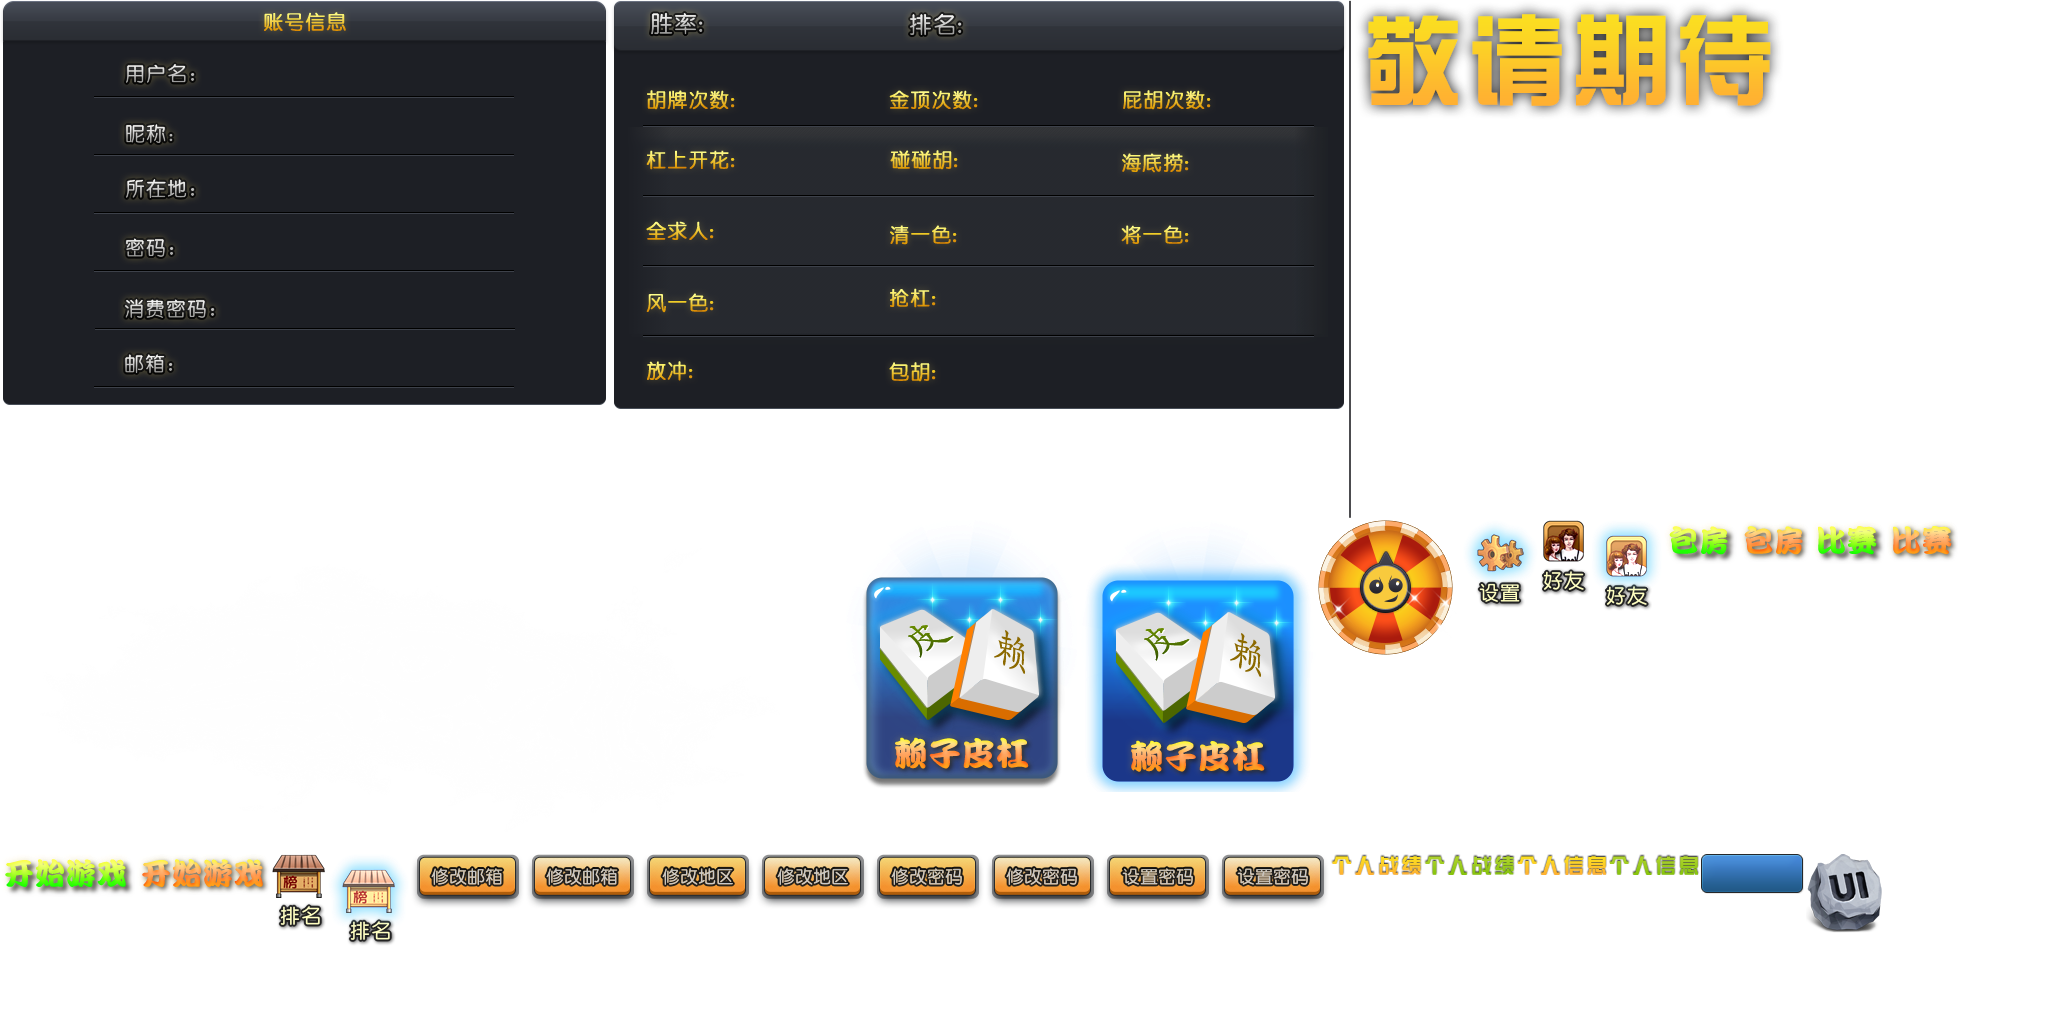 账号信息
用户名:
昵称:
所在地:
密码:
消费密码:
邮箱:
胜率: 排名:
胡牌次数: 金顶次数: 屁胡次数:
杠上开花: 碰碰胡: 海底捞:
全求人: 清一色: 将一色:
风一色: 抢杠:
放冲: 包胡:
敬请期待
皮 赖
赖子皮杠
皮 赖
赖子皮杠
设置
好友
好友
包房 包房 比赛 比赛
开始游戏 开始游戏
榜
排名
榜
排名
修改邮箱 修改邮箱 修改地区 修改地区 修改密码 修改密码 设置密码 设置密码
个人战绩 个人战绩 个人信息 个人信息
UI